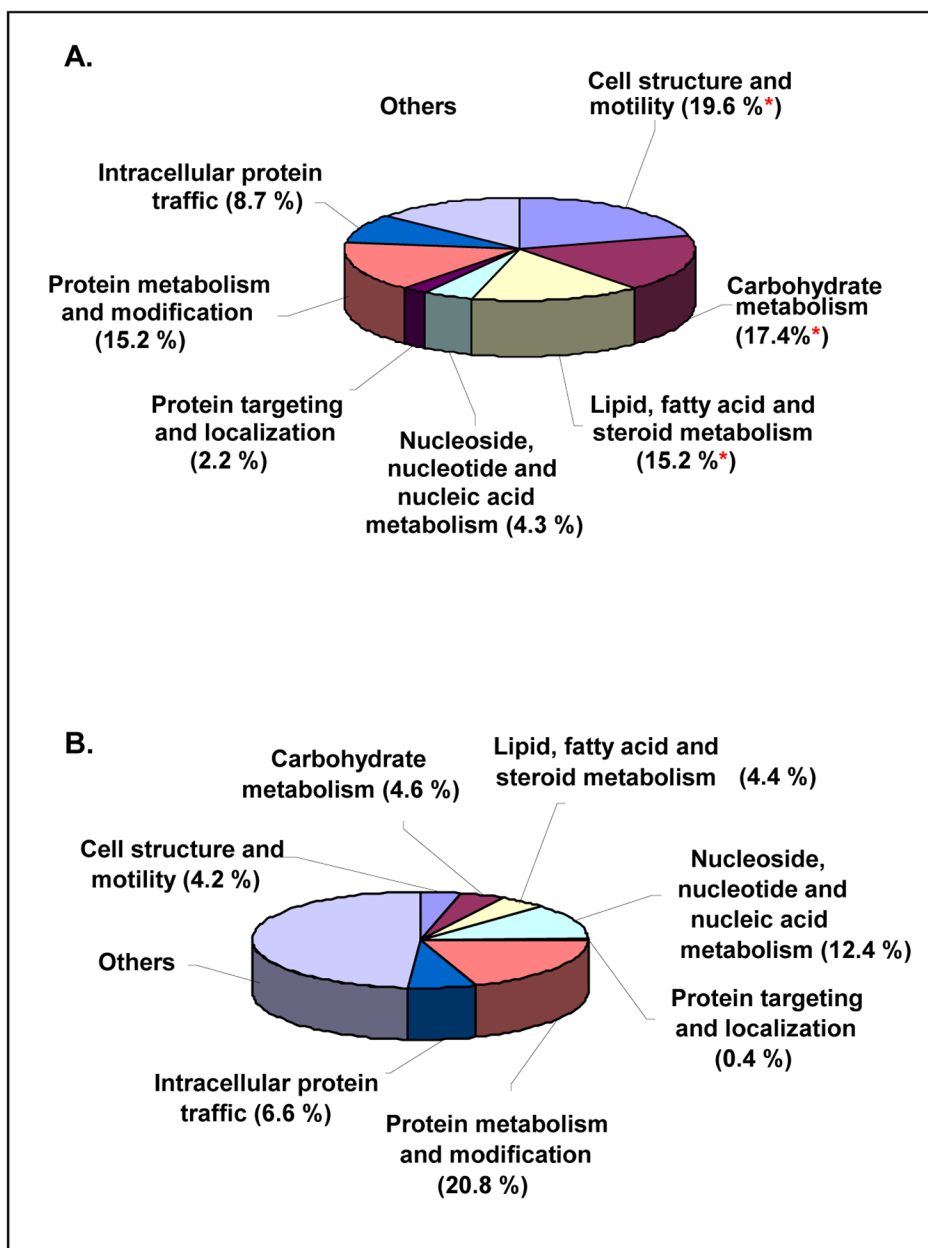 A.
Others
Cell structure and
motility (19.6 %*)
Intracellular protein
traffic (8.7 %)
Carbohydrate
metabolism
(17.4%*)
Protein metabolism
and modification
(15.2 %)
Lipid, fatty acid and
steroid metabolism
(15.2 %*)
Protein targeting
and localization
(2.2 %)
Nucleoside,
nucleotide and
nucleic acid
metabolism (4.3 %)
B.
Carbohydrate
metabolism (4.6 %)
Lipid, fatty acid and
steroid metabolism (4.4 %)
Cell structure and
motility (4.2 %)
Nucleoside,
nucleotide and
nucleic acid
metabolism (12.4 %)
Others
Protein targeting
and localization
(0.4 %)
Intracellular protein
traffic (6.6 %)
Protein metabolism
and modification
(20.8 %)